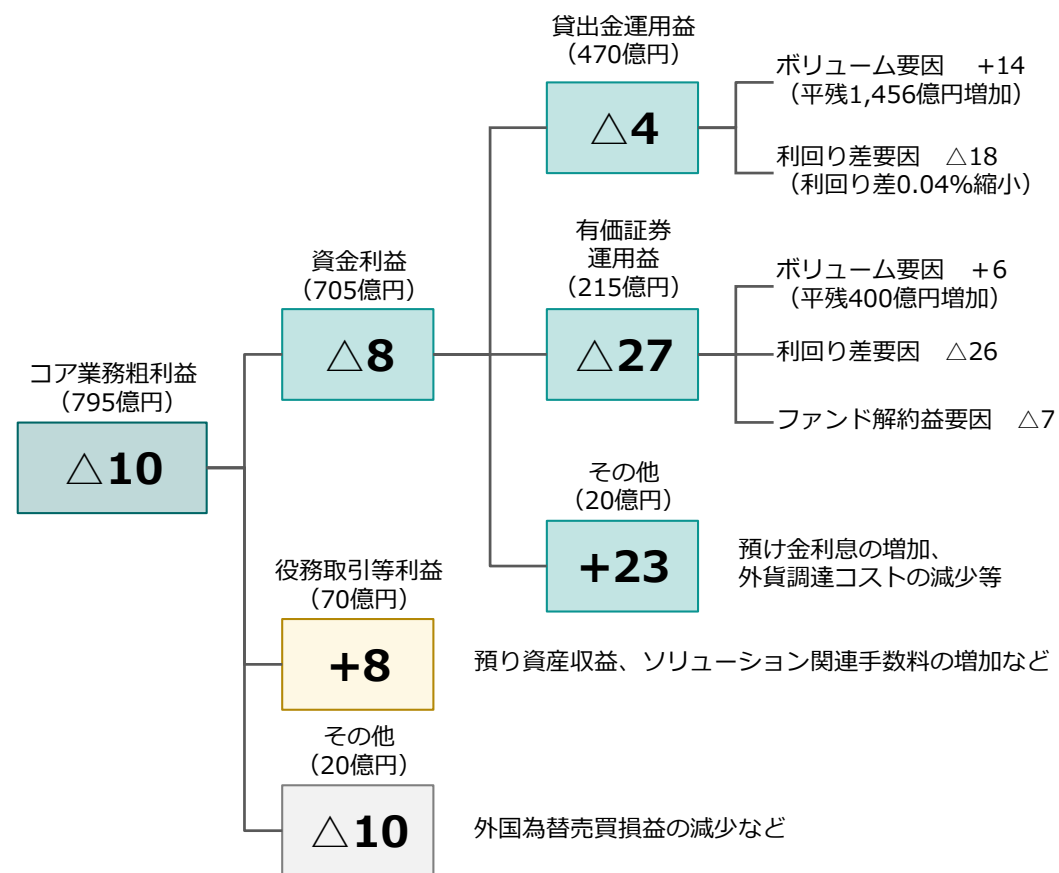 コア業務粗利益
（795億円）
△10
資金利益
（705億円）
△8
貸出金運用益
（470億円）
△4
ボリューム要因　+14
（平残1,456億円増加）
利回り差要因　△18
（利回り差0.04%縮小）
有価証券
運用益
（215億円）
△27
ボリューム要因　+6
（平残400億円増加）
利回り差要因　△26
ファンド解約益要因　△7
その他
（20億円）
+23
預け金利息の増加、
外貨調達コストの減少等
役務取引等利益
（70億円）
+8
預り資産収益、ソリューション関連手数料の増加など
その他
（20億円）
△10
外国為替売買損益の減少など